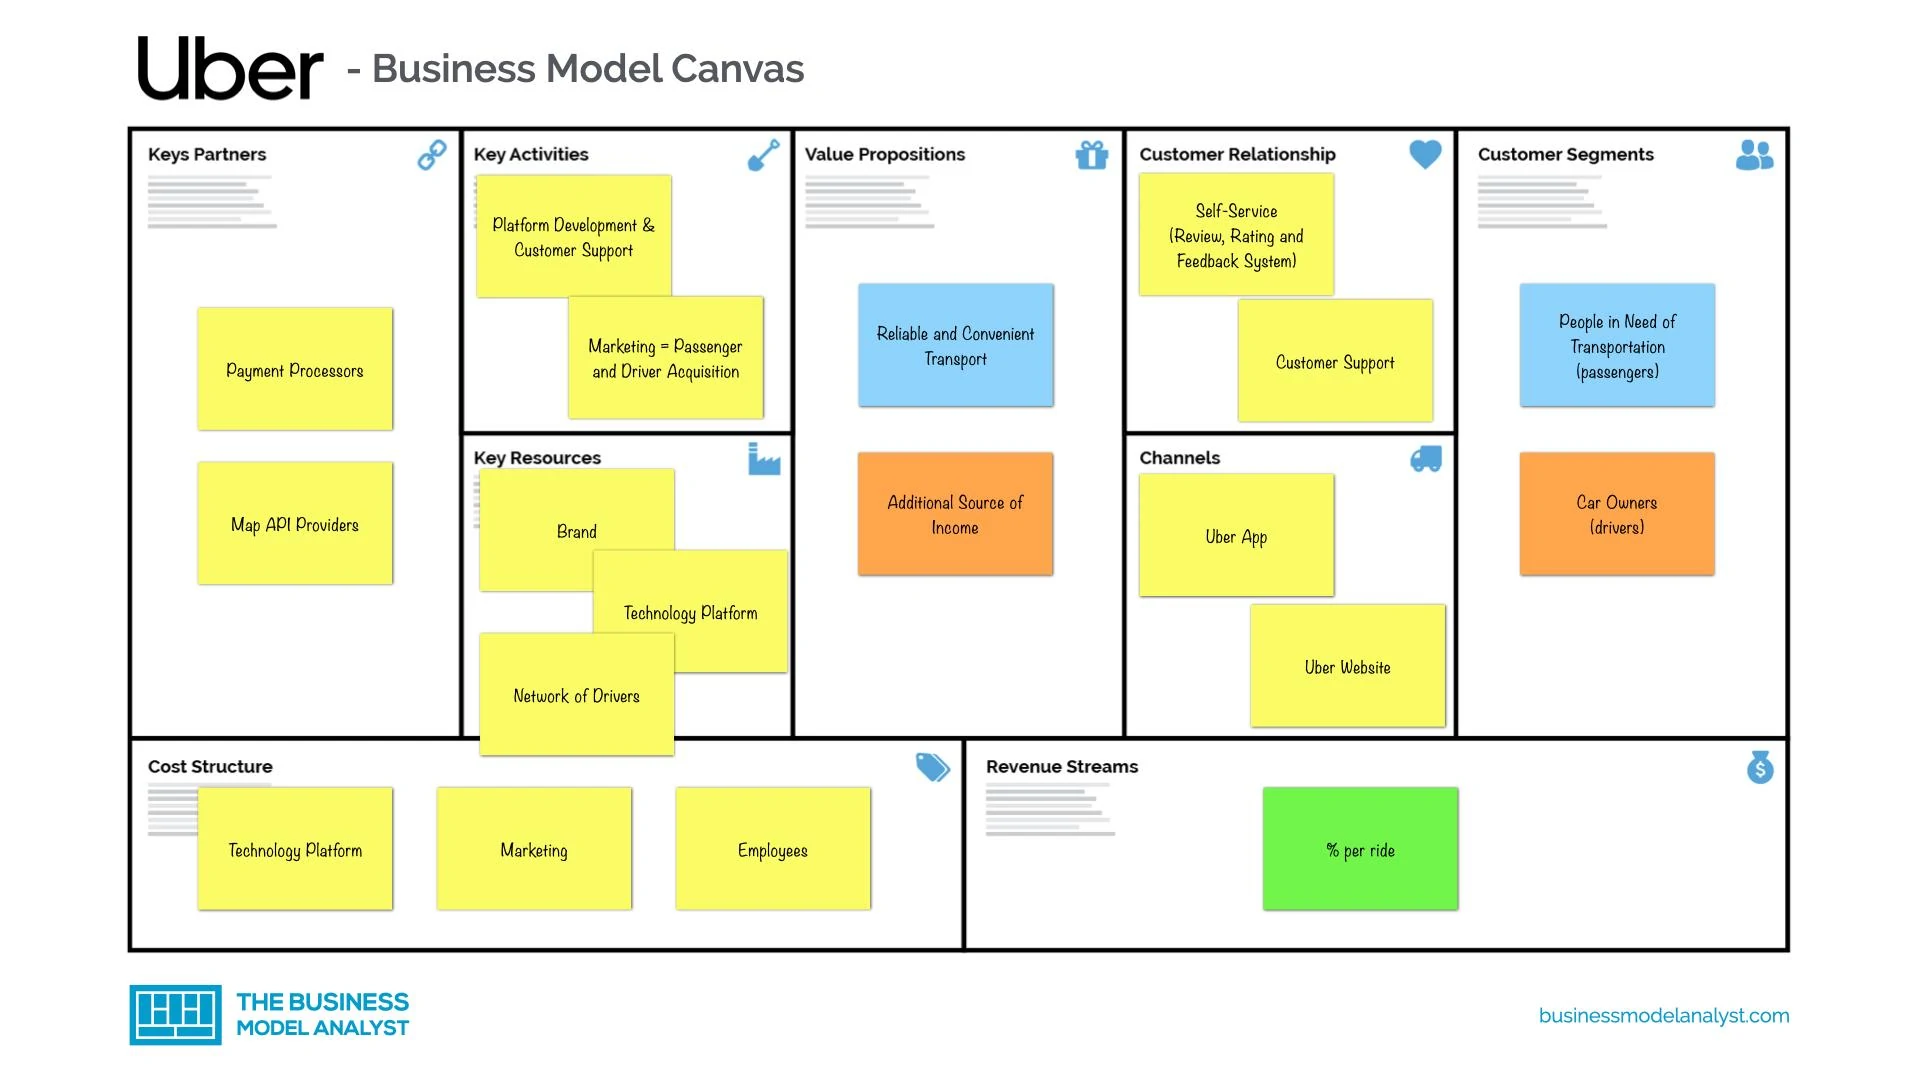 Uber - Business Model Canvas
Keys Partners
Payment Processors
Map API Providers
Key Activities
Platform Development &
Customer Support
Marketing = Passenger
and Driver Acquisition
Key Resources
Brand
Technology Platform
Network of Drivers
Value Propositions
Reliable and Convenient
Transport
Additional Source of
Income
Customer Relationship
Self-Service
(Review, Rating and
Feedback System)
Customer Support
Channels
Uber App
Uber Website
Customer Segments
People in Need of
Transportation
(passengers)
Car Owners
(drivers)
Cost Structure
Technology Platform
Marketing
Employees
Revenue Streams
$
% per ride
THE BUSINESS
MODEL ANALYST
businessmodelanalyst.com